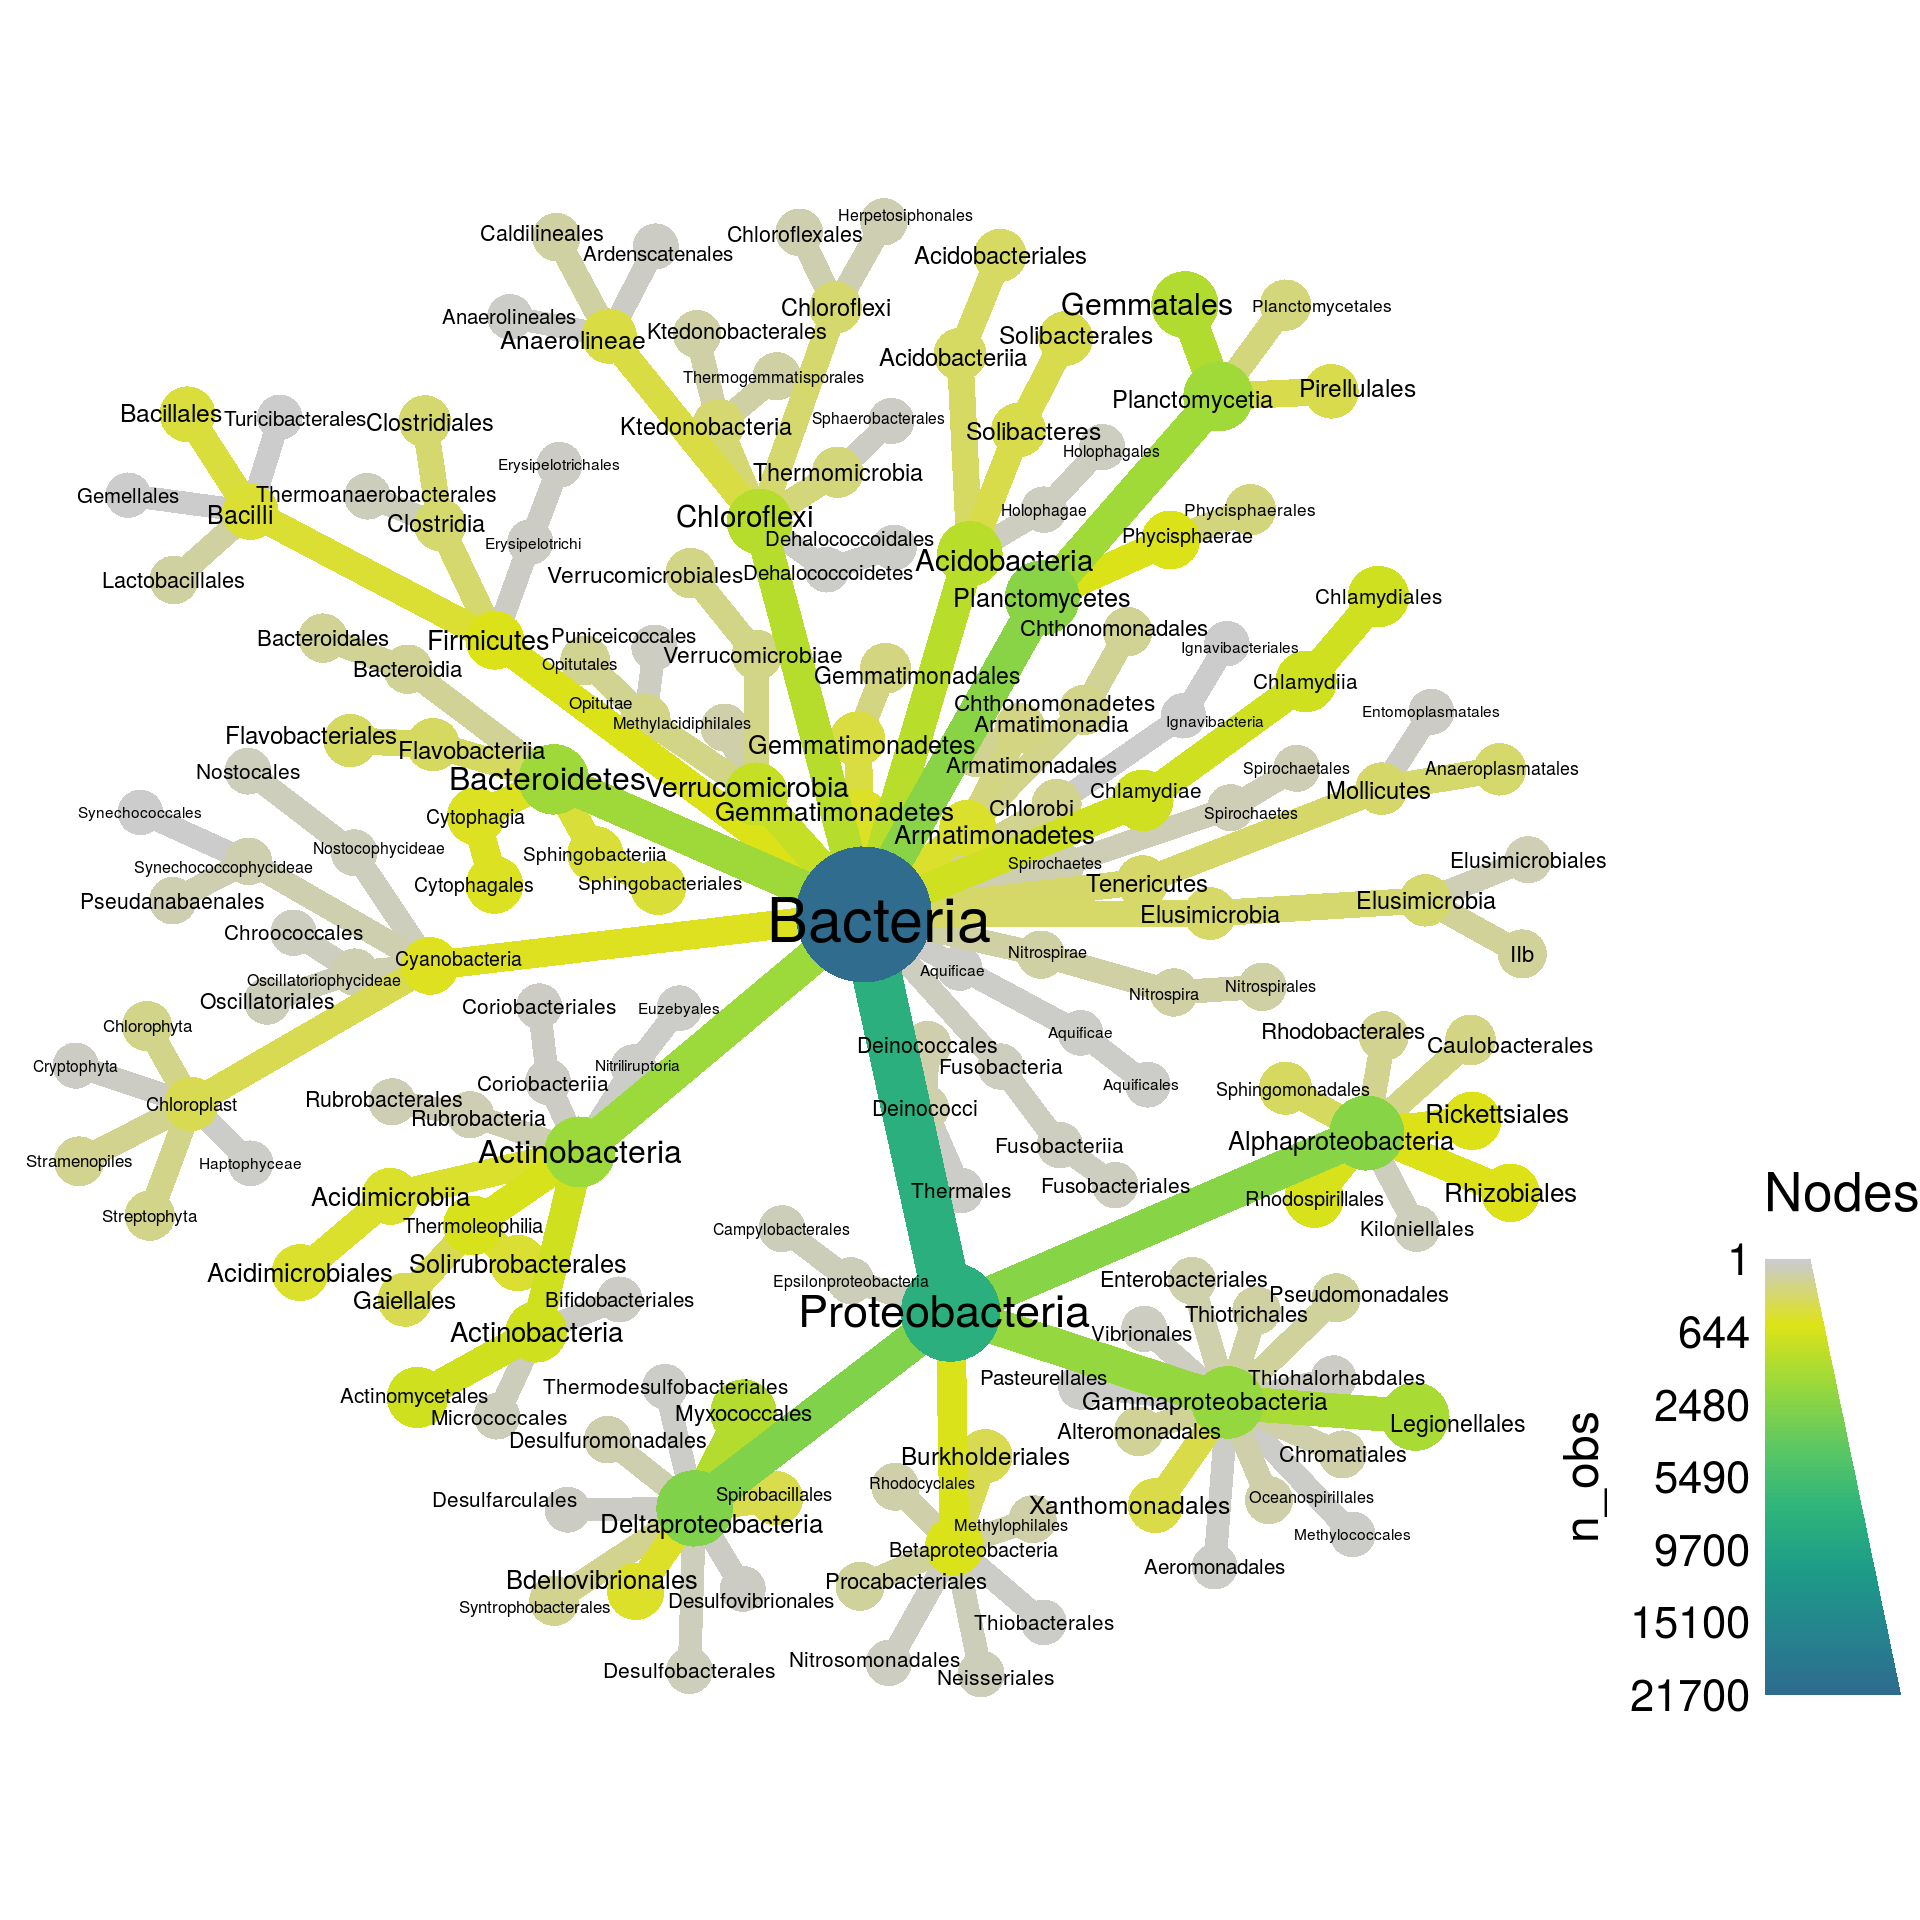 Herpetosiphonales
Caldilineales
Chloroflexales
Ardenscatenales
Acidobacteriales
Gemmatales
Planctomycetales
Chloroflexi
Anaerolineales
Ktedonobacterales
Solibacterales
Anaerolineae
Acidobacteriia
Thermogemmatisporales
Pirellulales
Planctomycetia
Bacillales
Turicibacterales
Clostridiales
Sphaerobacterales
Ktedonobacteria
Solibacteres
Holophagales
Erysipelotrichales
Thermomicrobia
Gemellales
Thermoanaerobacterales
Bacilli
Clostridia
Chloroflexi
Holophagae
Phycisphaerales
Phycisphaerae
Erysipelotrichi
Dehalococcoidales
Acidobacteria
Lactobacillales
Verrucomicrobiales
Dehalococcoidetes
Planctomycetes
Chlamydiales
Bacteroidales
Firmicutes
Puniceicoccales
Chthonomonadales
Ignavibacteriales
Bacteroidia
Opitutales
Verrucomicrobiae
Gemmatimonadales
Chlamydiia
Opitutae
Chthonomonadetes
Methylacidiphilales
Armatimonadia
Ignavibacteria
Entomoplasmatales
Flavobacteriales
Flavobacteriia
Gemmatimonadetes
Nostocales
Bacteroidetes
Verrucomicrobia
Armatimonadales
Spirochaetales
Anaeroplasmatales
Synechococcales
Cytophagia
Gemmatimonadetes
Chlorobi
Chlamydiae
Mollicutes
Spirochaetes
Nostocophycideae
Sphingobacteriia
Armatimonadetes
Synechococcophycideae
Spirochaetes
Elusimicrobiales
Cytophagales
Sphingobacteriales
Tenericutes
Pseudanabaenales
Bacteria
Elusimicrobia
Elusimicrobia
Chroococcales
Cyanobacteria
Nitrospirae
IIb
Oscillatoriophycideae
Aquificae
Nitrospira
Nitrospirales
Oscillatoriales
Coriobacteriales
Euzebyales
Chlorophyta
Deinococcales
Aquificae
Rhodobacterales
Caulobacterales
Cryptophyta
Nitriliruptoria
Fusobacteria
Coriobacteriia
Aquificales
Sphingomonadales
Chloroplast
Rubrobacterales
Rubrobacteria
Deinococci
Rickettsiales
Actinobacteria
Fusobacteriia
Alphaproteobacteria
Stramenopiles
Haptophyceae
Acidimicrobiia
Thermales
Fusobacteriales
Rhodospirillales
Rhizobiales
Nodes
Streptophyta
Thermoleophilia
Campylobacterales
Kiloniellales
Acidimicrobiales
Solirubrobacterales
Epsilonproteobacteria
Enterobacteriales
1
Gaiellales
Bifidobacteriales
Proteobacteria
Thiotrichales
Pseudomonadales
Actinobacteria
Vibrionales
644
Actinomycetales
Thermodesulfobacteriales
Pasteurellales
Thiohalorhabdales
Micrococcales
Myxococcales
Gammaproteobacteria
2480
Desulfuromonadales
Alteromonadales
Legionellales
Burkholderiales
Chromatiales
Rhodocyclales
n_obs
5490
Desulfarculales
Spirobacillales
Xanthomonadales
Oceanospirillales
Deltaproteobacteria
Methylophilales
Methylococcales
Betaproteobacteria
9700
Bdellovibrionales
Procabacteriales
Aeromonadales
Syntrophobacterales
Desulfovibrionales
Thiobacterales
15100
Desulfobacterales
Nitrosomonadales
Neisseriales
21700